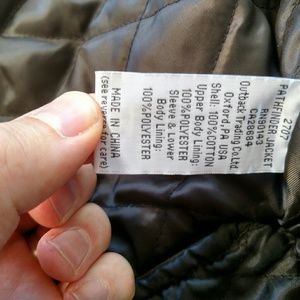 PATHFINDER JACKET
2707
RN90143
CA28684
Outback Trading Co.Ltd.
Oxford ,PA USA
Shell: 100%COTTON
Upper Body Lining:
100%POLYESTER
Sleeve & Lower
Body Lining:
100%POLYESTER
MADE IN CHINA
(see reverse for care)